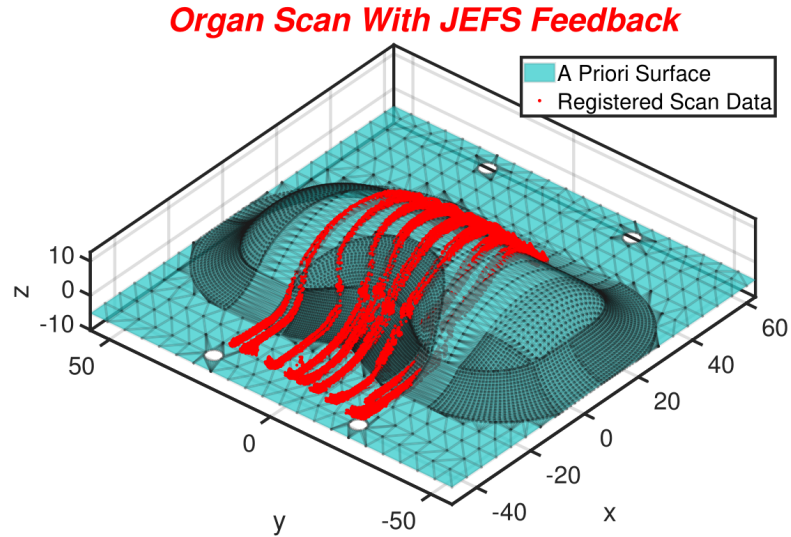 Organ Scan With JEFS Feedback
A Priori Surface
Registered Scan Data
10
0
-10
z
50
0
-50
y
60
40
20
0
-20
-40
x